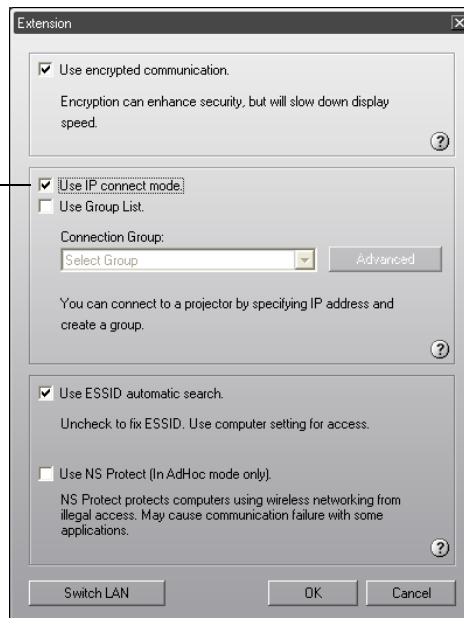 Extension
Use encrypted communication.
Encryption can enhance security, but will slow down display
speed.
?
Use IP connect mode.
Use Group List.
Connection Group:
Select Group
Advanced
You can connect to a projector by specifying IP address and
create a group.
?
Use ESSID automatic search.
Uncheck to fix ESSID. Use computer setting for access.
Use NS Protect (In AdHoc mode only).
NS Protect protects computers using wireless networking from
illegal access. May cause communication failure with some
applications.
?
Switch LAN
OK
Cancel